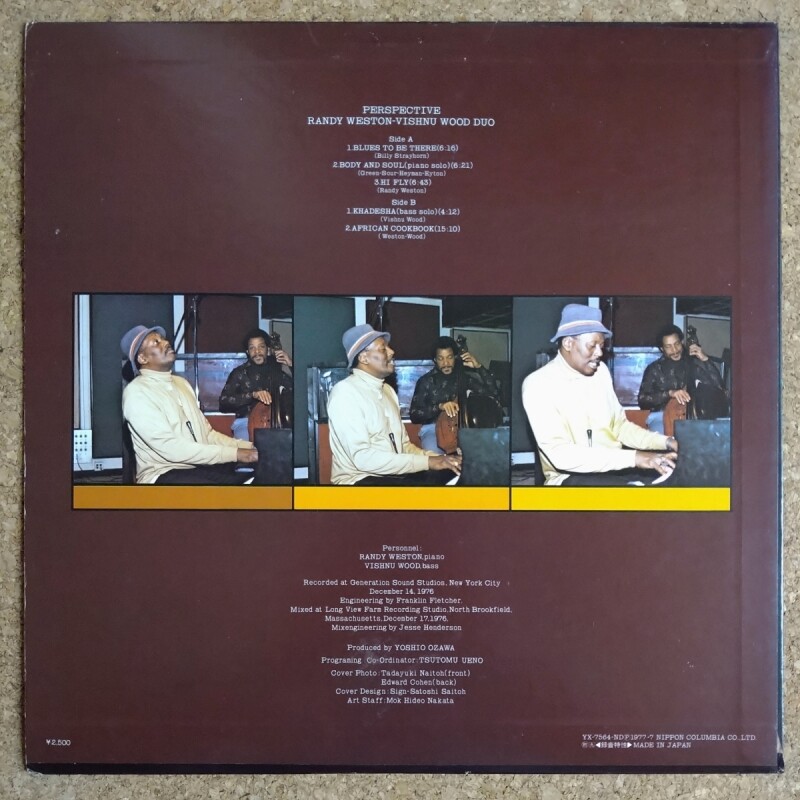 PERSPECTIVE
RANDY WESTON-VISHNU WOOD DUO
Side A
1.BLUES TO BE THERE(6:16)
(Billy Strayhorn)
2.BODY AND SOUL(piano solo)(6:21)
(Green-Sour-Heyman-Eyton)
3.HI FLY(6:43)
(Randy Weston)
Side B
1.KHADESHA(bass solo)(4:12)
(Vishnu Wood)
2.AFRICAN COOKBOOK(15:10)
(Weston-Wood)
Personnel:
RANDY WESTON,piano
VISHNU WOOD,bass
Recorded at Generation Sound Studios, New York City
December 14, 1976
Engineering by Franklin Fletcher.
Mixed at Long View Farm Recording Studio,North Brookfield,
Massachusetts,December 17,1976.
Mixengineering by Jesse Henderson
Produced by YOSHIO OZAWA
Programing Co-Ordinator:TSUTOMU UENO
Cover Photo:Tadayuki Naitoh(front)
Edward Cohen(back)
Cover Design:Sign-Satoshi Saitoh
Art Staff:Mok Hideo Nakata
¥2,500
YX-7564-ND 1977-7 NIPPON COLUMBIA CO.,LTD
MADE IN JAPAN